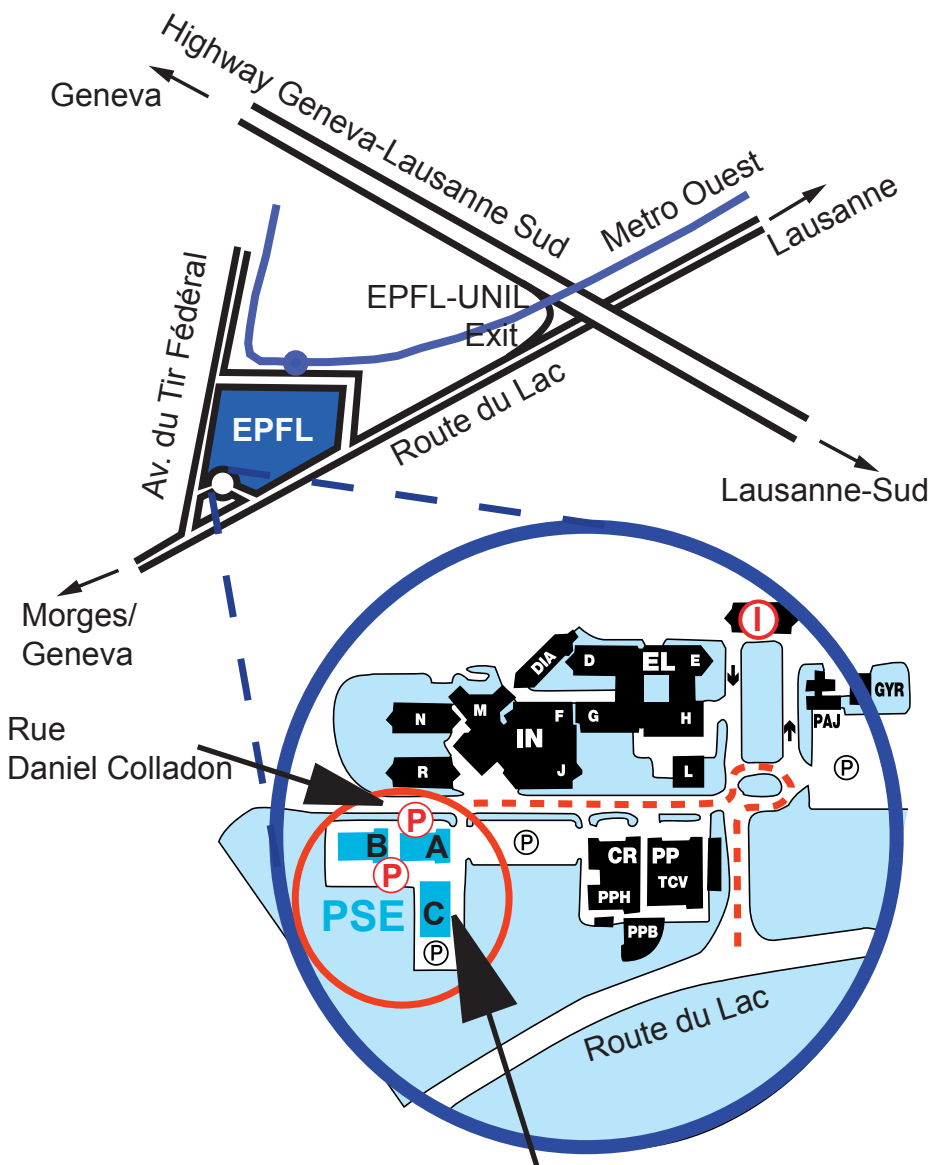 Highway Geneva-Lausanne Sud
Geneva
Metro Ouest
Lausanne
Av. du Tir Fédéral
EPFL-UNIL
Exit
EPFL
Route du Lac
Lausanne-Sud
Morges/
Geneva
I
DIA
D
EL
E
GYR
PAJ
N
M
F
G
H
IN
Rue
Daniel Colladon
R
J
L
P
P
B
A
P
CR
PP
TCV
P
PPH
PSE
C
PPB
P
Route du Lac